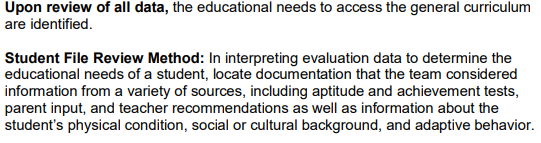 Upon review of all data, the educational needs to access the general curriculum
are identified.
Student File Review Method: In interpreting evaluation data to determine the
educational needs of a student, locate documentation that the team considered
information from a variety of sources, including aptitude and achievement tests,
parent input, and teacher recommendations as well as information about the
student's physical condition, social or cultural background, and adaptive behavior.